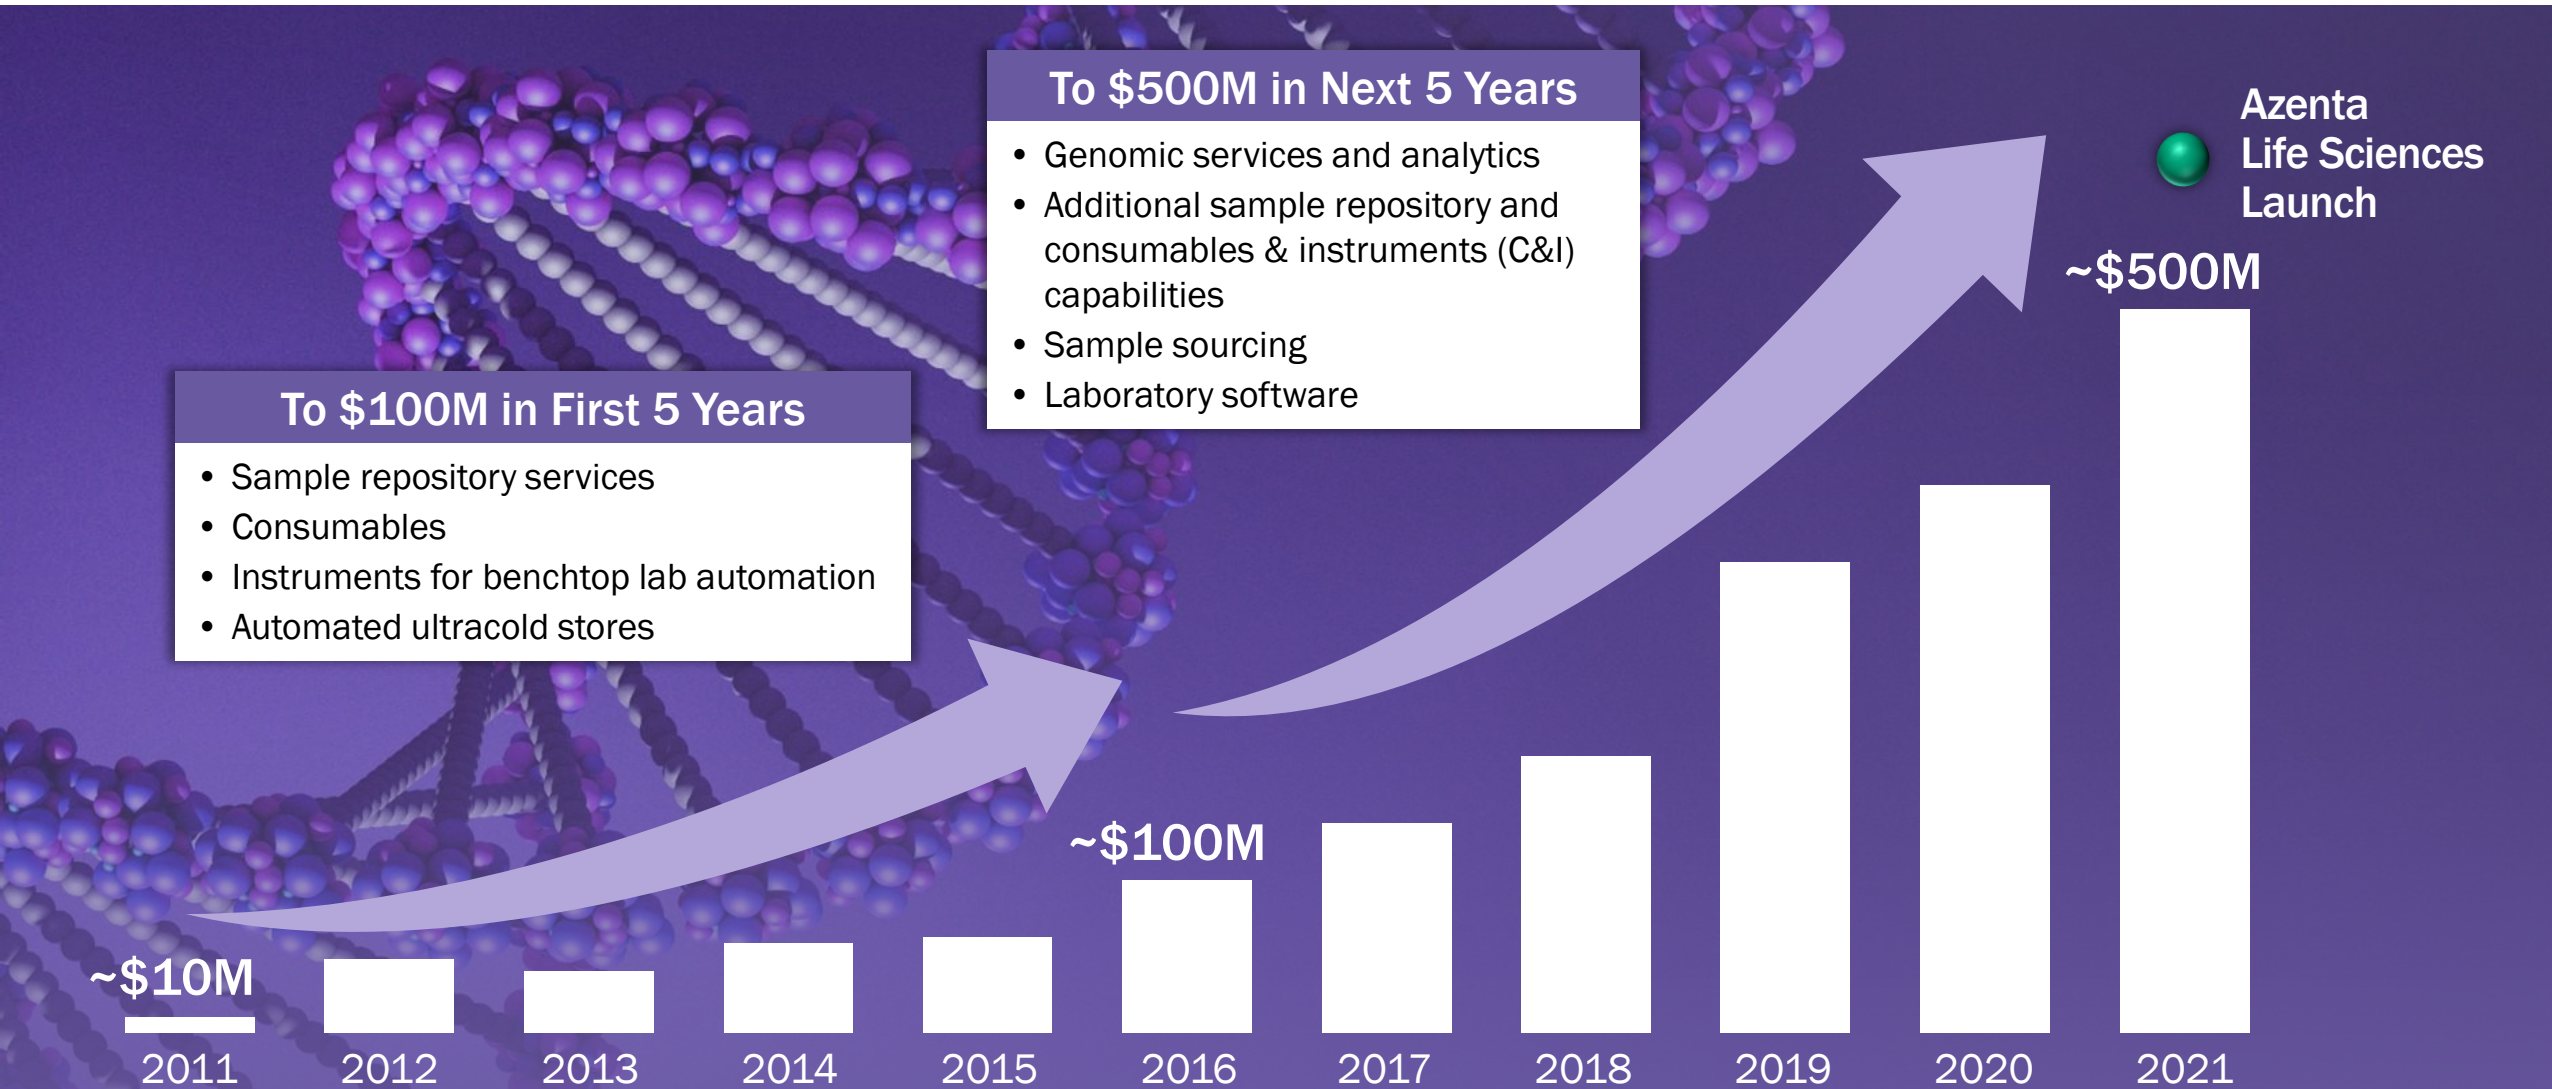 To $500M in Next 5 Years
• Genomic services and analytics
• Additional sample repository and
consumables & instruments (C&I)
capabilities
• Sample sourcing
• Laboratory software
Azenta
Life Sciences
Launch
~$500M
To $100M in First 5 Years
• Sample repository services
• Consumables
• Instruments for benchtop lab automation
• Automated ultracold stores
~$100M
~$10M
2011 2012 2013 2014 2015 2016 2017 2018 2019 2020 2021